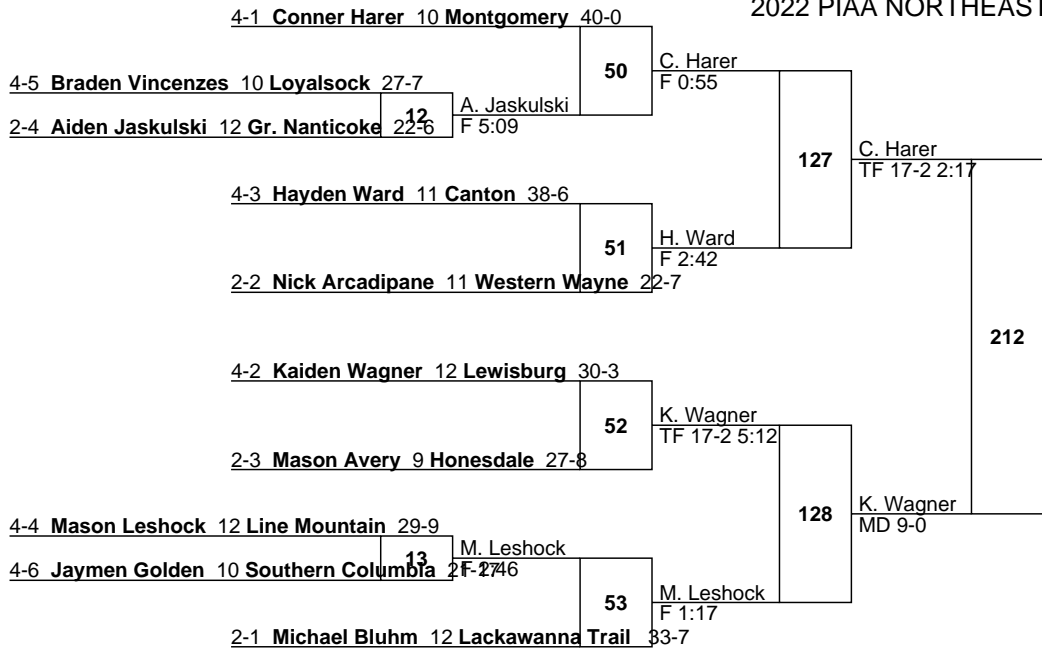 2022 PIAA NORTHEAST
4-1 Conner Harer 10 Montgomery 40-0
50
C. Harer
F 0:55
4-5 Braden Vincenzes 10 Loyalsock 27-7
12
A. Jaskulski
F 5:09
2-4 Aiden Jaskulski 12 Gr. Nanticoke 22-6
127
C. Harer
TF 17-2 2:17
4-3 Hayden Ward 11 Canton 38-6
51
H. Ward
F 2:42
2-2 Nick Arcadipane 11 Western Wayne 22-7
212
4-2 Kaiden Wagner 12 Lewisburg 30-3
52
K. Wagner
TF 17-2 5:12
2-3 Mason Avery 9 Honesdale 27-8
128
K. Wagner
MD 9-0
4-4 Mason Leshock 12 Line Mountain 29-9
13
M. Leshock
F 2:46
4-6 Jaymen Golden 10 Southern Columbia 21-17
53
M. Leshock
F 1:17
2-1 Michael Bluhm 12 Lackawanna Trail 33-7